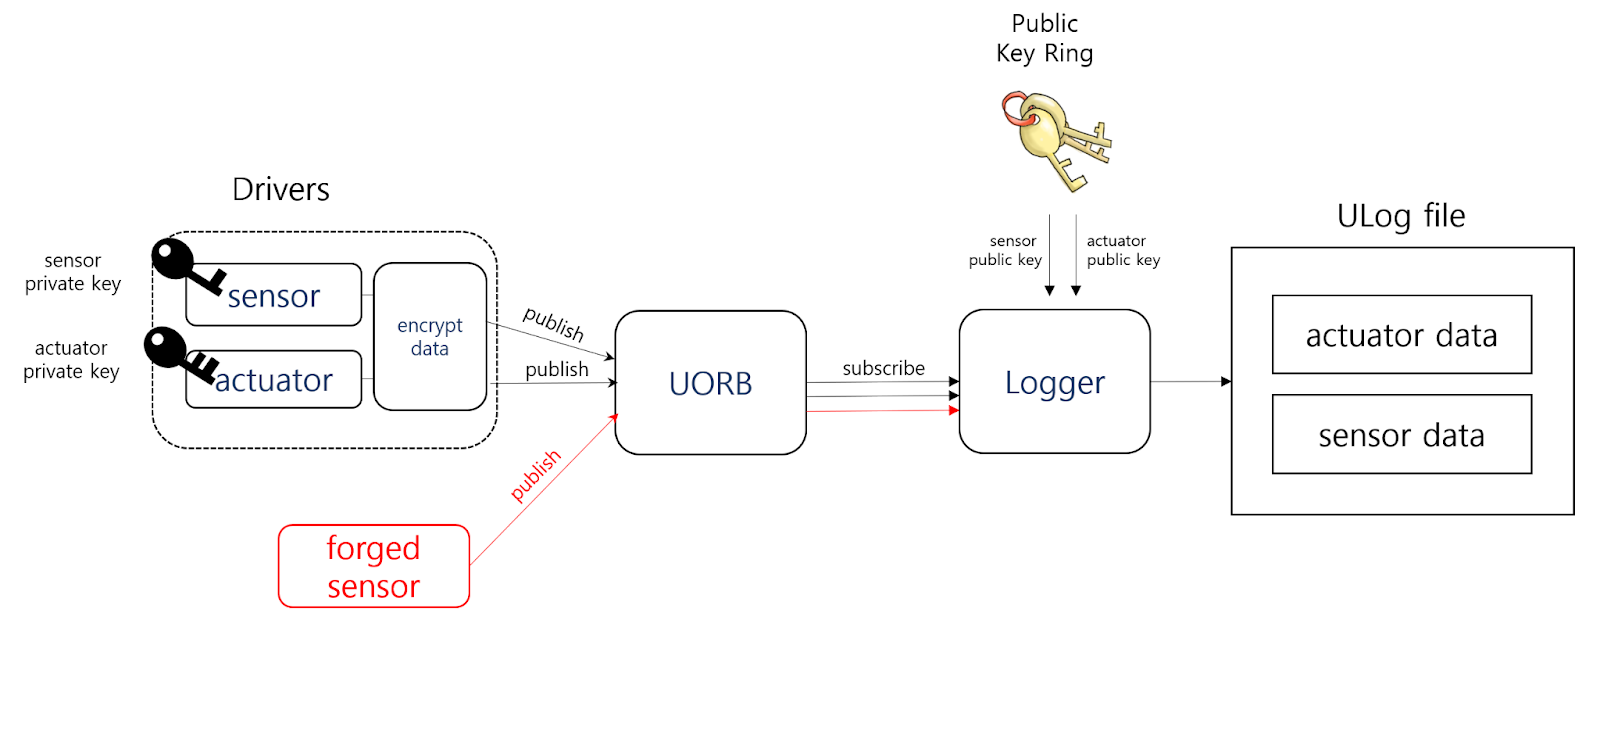 Public
Key Ring
Drivers
ULog file
sensor
private key
sensor
actuator
private key
actuator
encrypt
data
publish
publish
publish
forged
sensor
UORB
subscribe
sensor
public key
actuator
public key
Logger
actuator data
sensor data